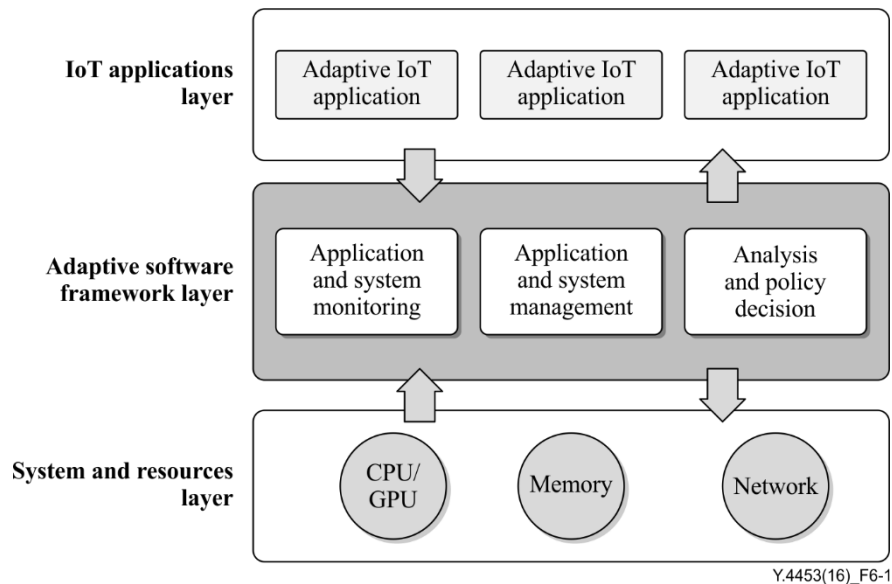 IoT applications
layer
Adaptive IoT
application
Adaptive IoT
application
Adaptive IoT
application
Adaptive software
framework layer
Application
and system
monitoring
Application
and system
management
Analysis
and policy
decision
System and resources
layer
CPU/
GPU
Memory
Network
Y.4453(16)_F6-1